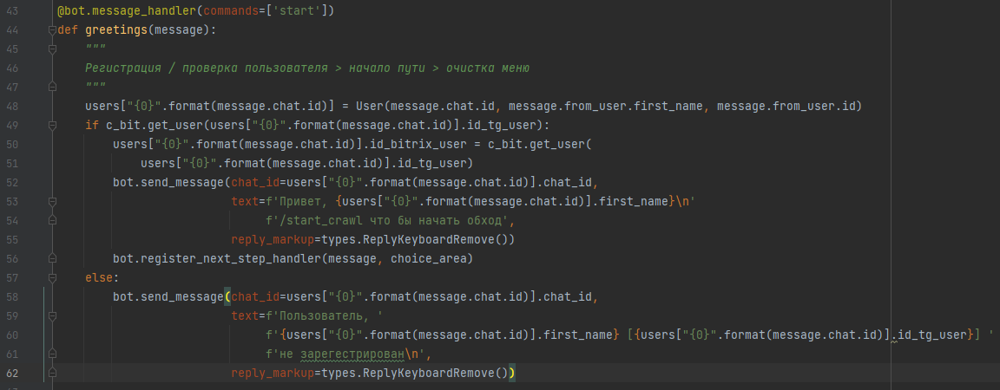 43 @bot.message_handler(commands=['start'])
44 def greetings(message):
45     """
46     Регистрация / проверка пользователя > начало пути > очистка меню
47     """
48     users["{0}".format(message.chat.id)] = User(message.chat.id, message.from_user.first_name, message.from_user.id)
49     if c_bit.get_user(users["{0}".format(message.chat.id)].id_tg_user):
50         users["{0}".format(message.chat.id)].id_bitrix_user = c_bit.get_user(
51             users["{0}".format(message.chat.id)].id_tg_user)
52         bot.send_message(chat_id=users["{0}".format(message.chat.id)].chat_id,
53                          text=f'Привет, {users["{0}".format(message.chat.id)].first_name}\n'
54                               f'/start_crawl что бы начать обход',
55                          reply_markup=types.ReplyKeyboardRemove())
56         bot.register_next_step_handler(message, choice_area)
57     else:
58         bot.send_message(chat_id=users["{0}".format(message.chat.id)].chat_id,
59                          text=f'Пользователь, '
60                               f'{users["{0}".format(message.chat.id)].first_name} [{users["{0}".format(message.chat.id)].id_tg_user}] '
61                               f'не зарегестрирован\n',
62                          reply_markup=types.ReplyKeyboardRemove())